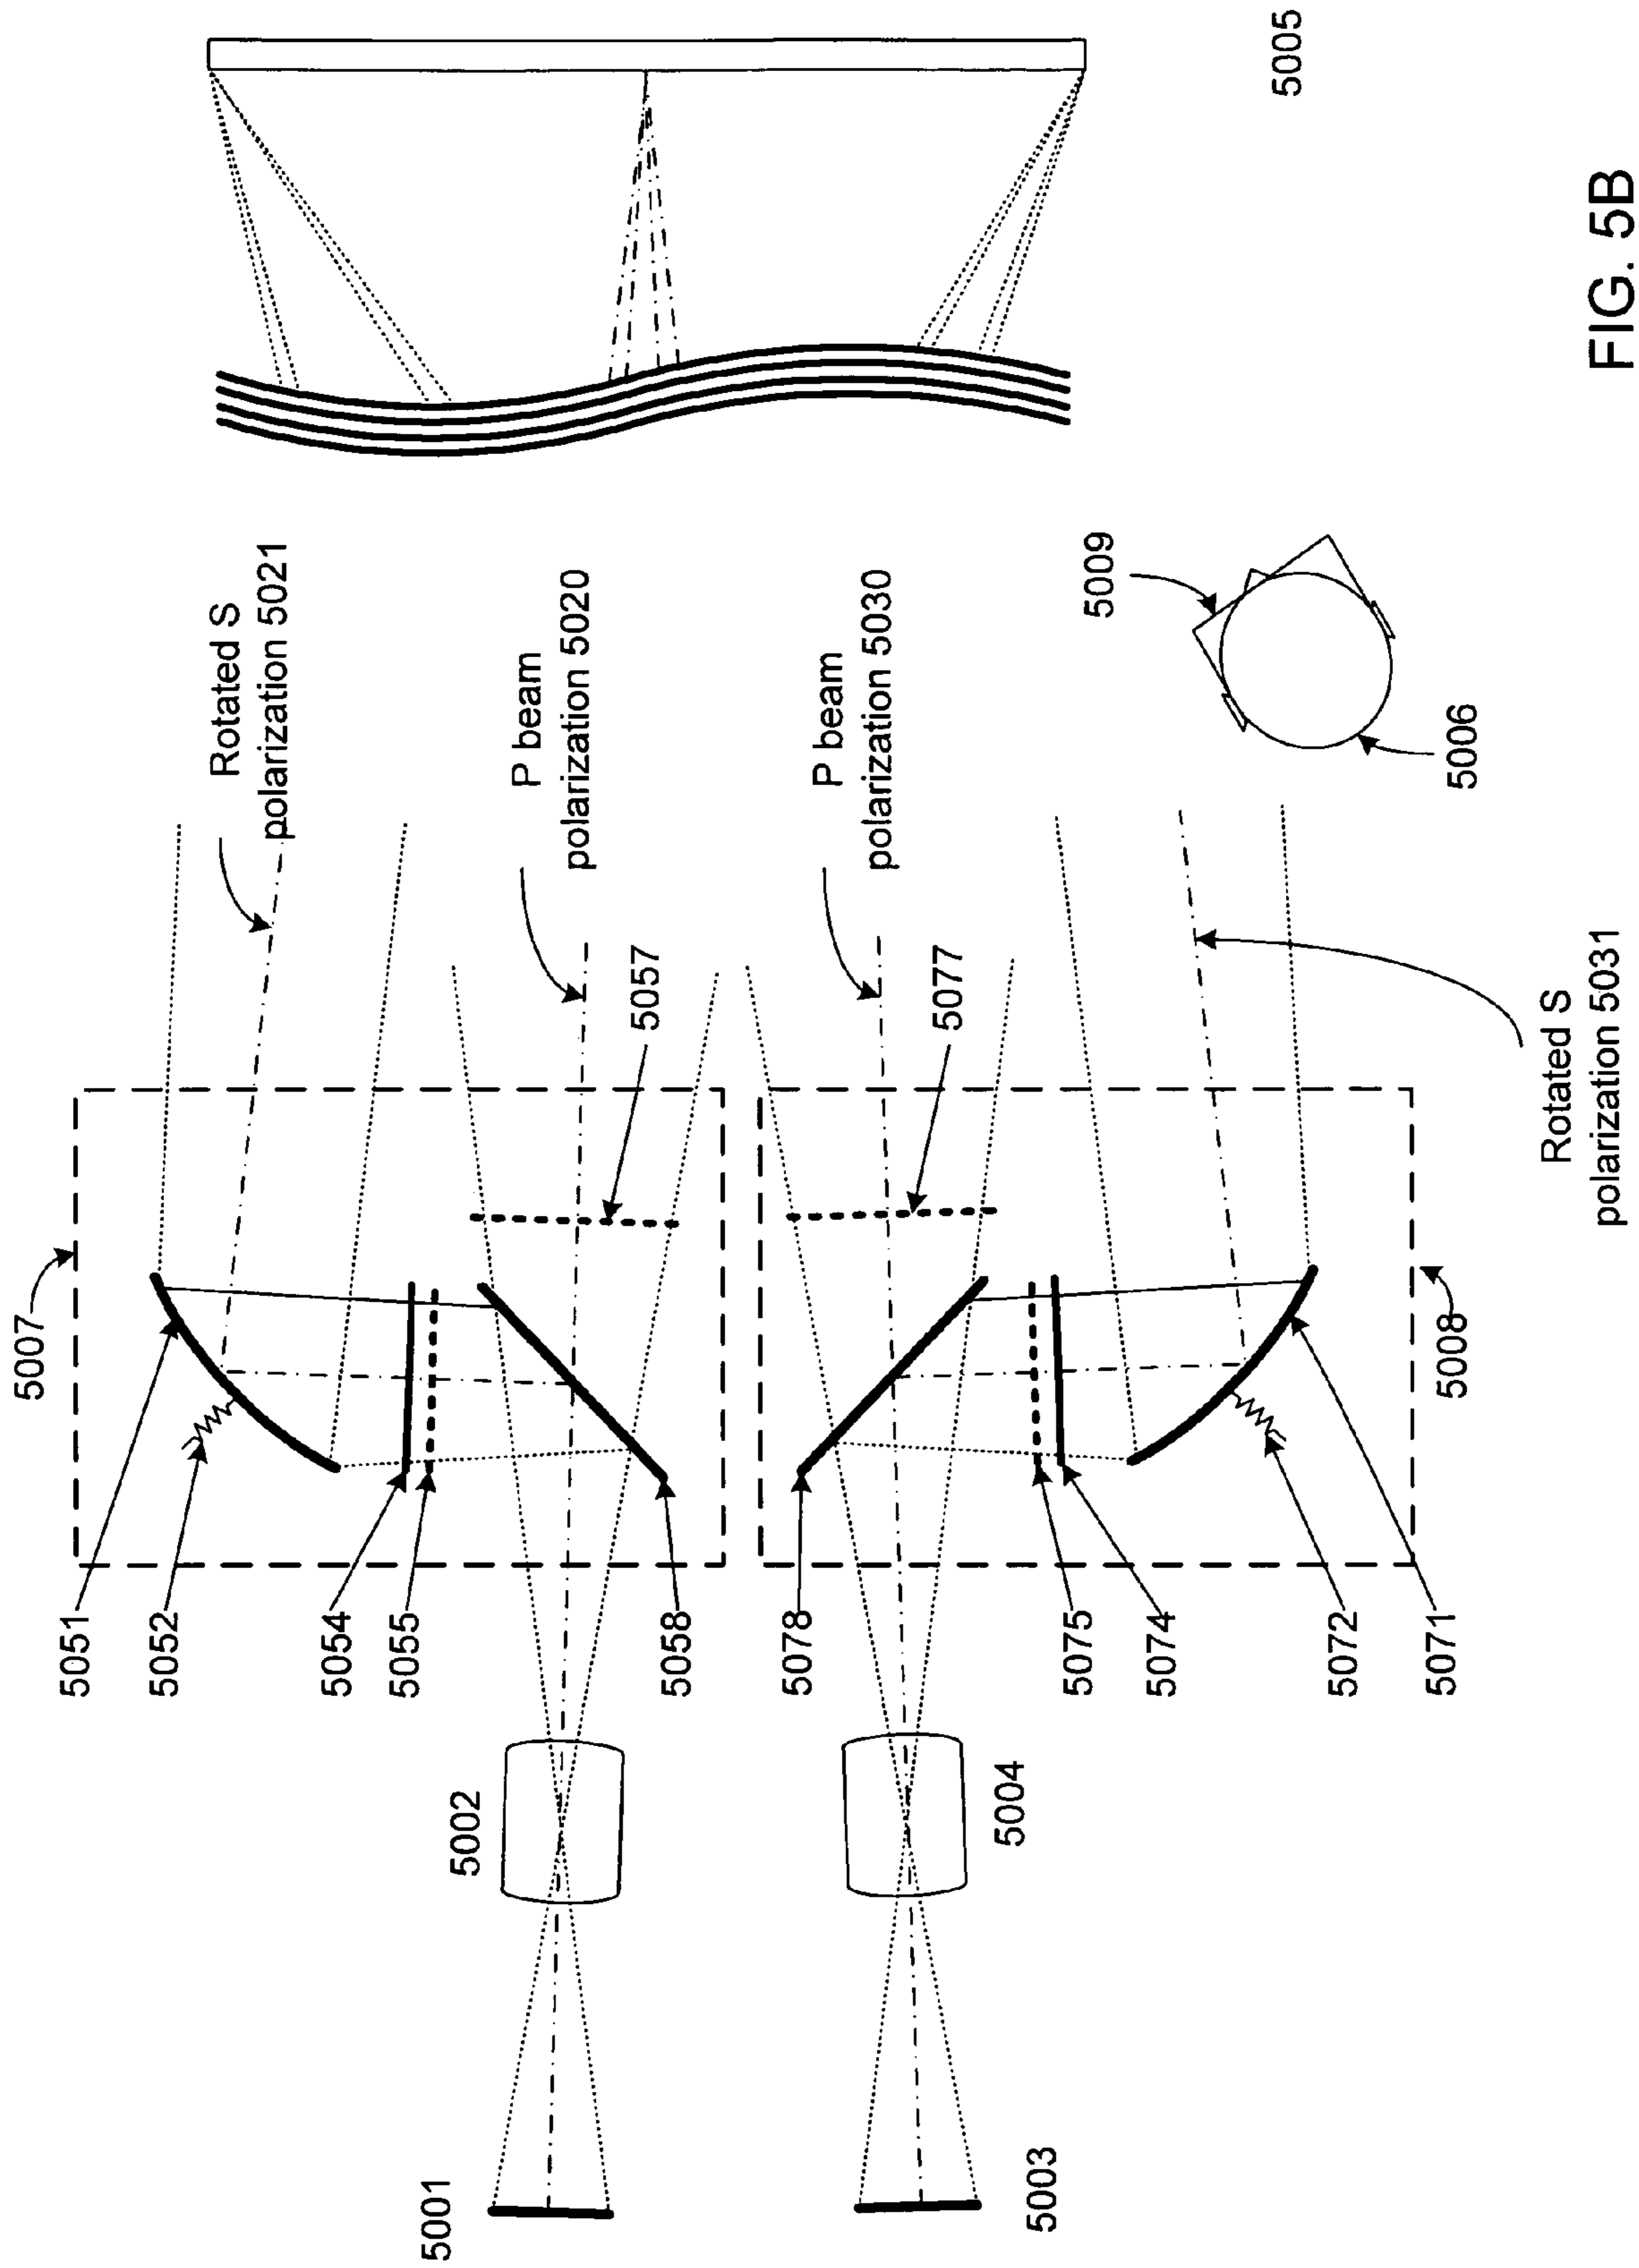 5007
5051
5052
5054
5055
5058
5078
5075
5074
5072
5071
5008
5057
5077
Rotated S
polarization 5021
P beam
polarization 5020
P beam
polarization 5030
Rotated S
polarization 5031
5001
5002
5003
5004
5009
5006
5005
FIG. 5B